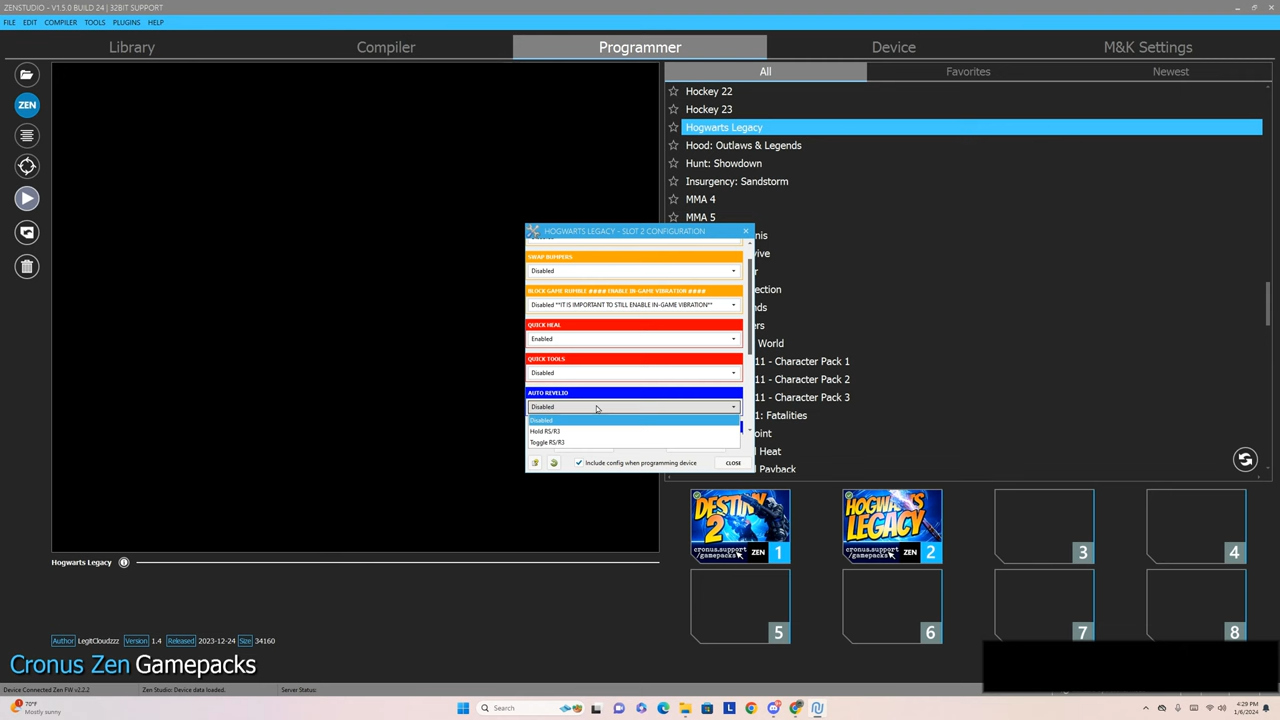 ZENSTUDIO - V1.5.0 BUILD 24 | 32BIT SUPPORT
FILE EDIT COMPILER TOOLS PLUGINS HELP
Library Compiler Programmer Device M&K Settings
All Favorites Newest
ZEN
Hockey 22
Hockey 23
Hogwarts Legacy
Hood: Outlaws & Legends
Hunt: Showdown
Insurgency: Sandstorm
MMA 4
MMA 5
nis
vive
r
ction
s
ers
World
11 - Character Pack 1
11 - Character Pack 2
11 - Character Pack 3
11: Fatalities
oint
Heat
Payback
HOGWARTS LEGACY - SLOT 2 CONFIGURATION
SWAP BUMPERS
Disabled
BLOCK GAME RUMBLE #### ENABLE IN-GAME VIBRATION ####
Disabled **IT IS IMPORTANT TO STILL ENABLE IN-GAME VIBRATION**
QUICK HEAL
Enabled
QUICK TOOLS
Disabled
AUTO REVELIO
Disabled
Disabled
Hold RS/R3
Toggle RS/R3
Include config when programming device CLOSE
DESTINY 2
cronus.support/gamepacks ZEN 1
HOGWARTS LEGACY
cronus.support/gamepacks ZEN 2
3
4
5
6
7
8
Hogwarts Legacy
Author LegitCloudzzz Version 1.4 Released 2023-12-24 Size 34160
Cronus Zen Gamepacks
Device Connected Zen FW v2.2.2 Zen Studio: Device data loaded. Server Status:
70°F
Mostly sunny
Search
4:29 PM
1/6/2024